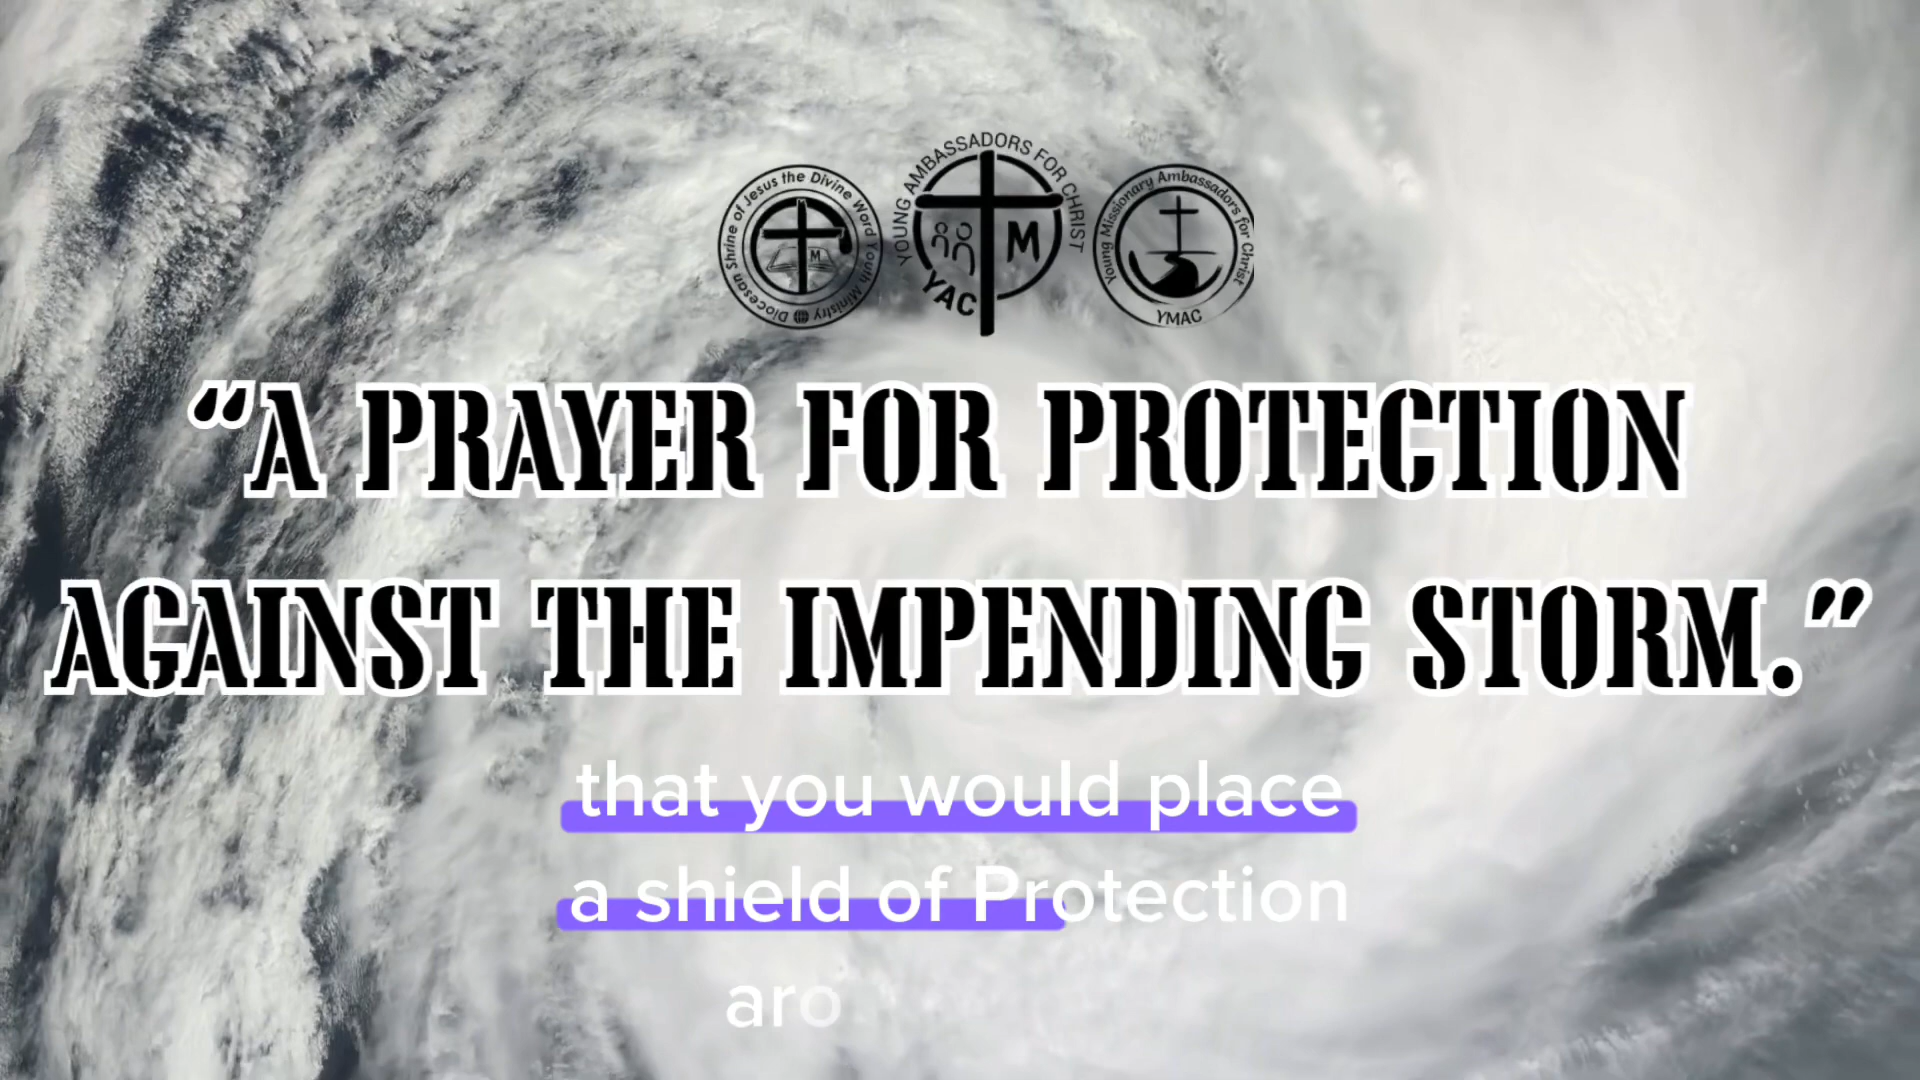 Diocesan Shrine of Jesus the Divine Word Youth Ministry
M
YOUNG AMBASSADORS FOR CHRIST
M
YAC
Young Missionary Ambassadors for Christ
YMAC
“A PRAYER FOR PROTECTION
AGAINST THE IMPENDING STORM.”
that you would place
a shield of Protection
aro